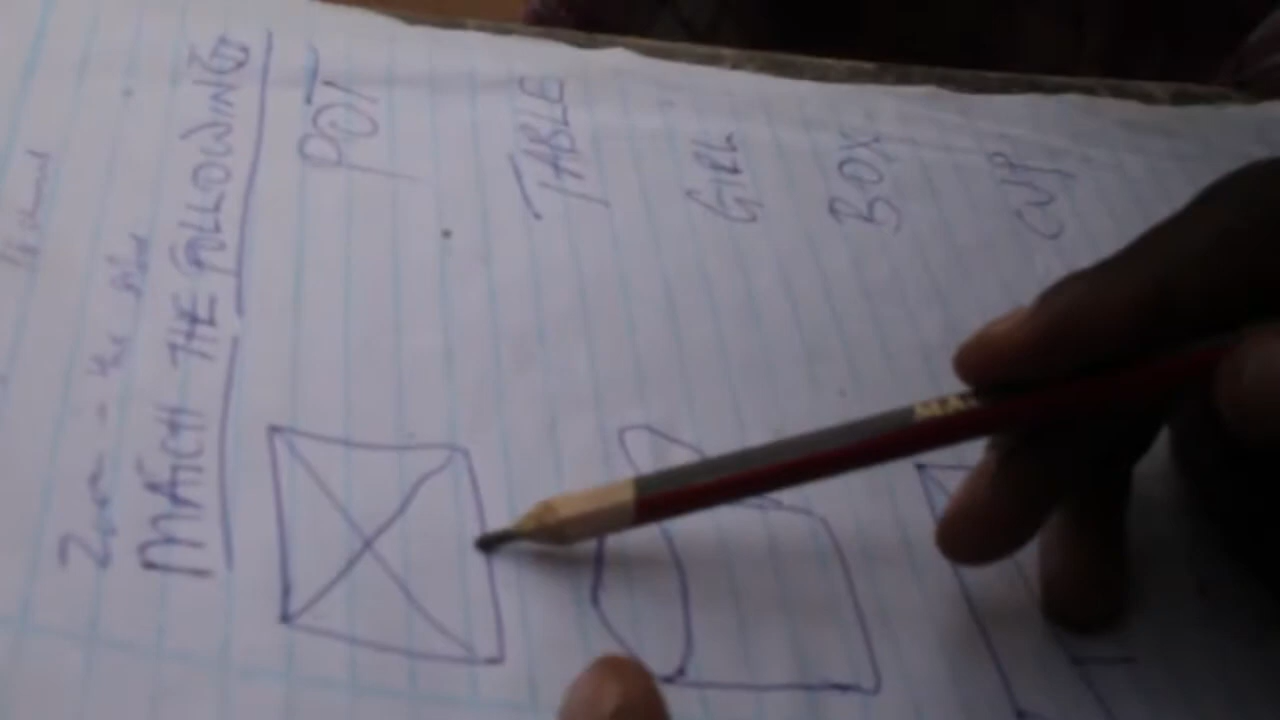 MATCH THE FOLLOWING
POT
TABLE
GIRL
BOX
CUP